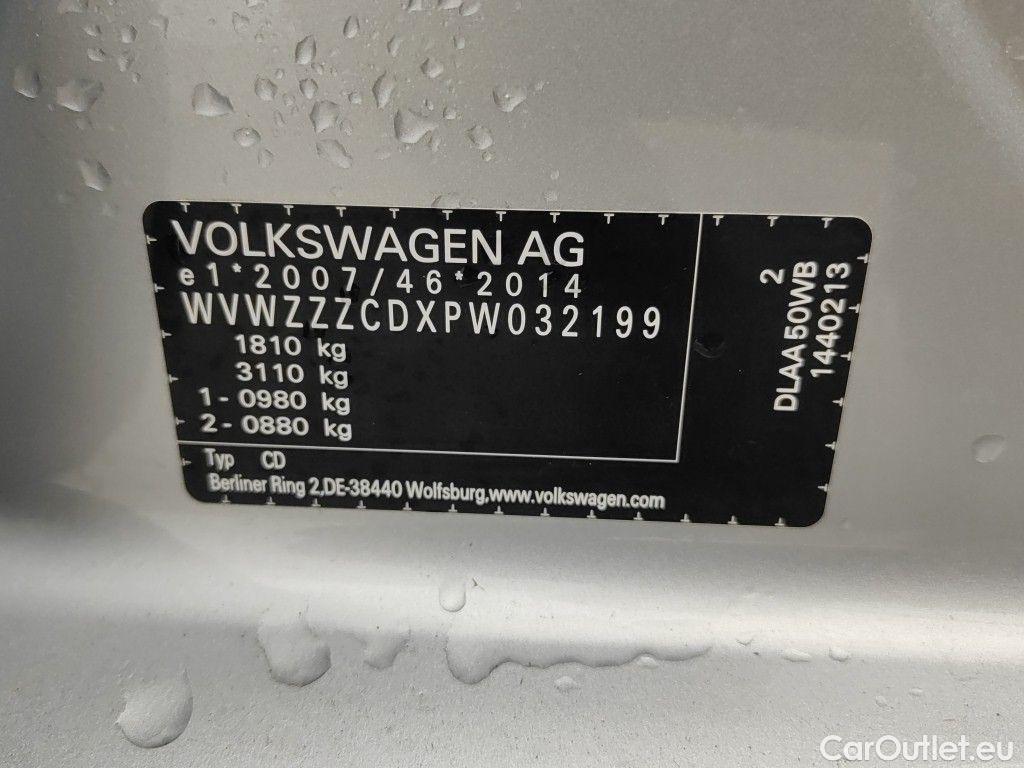 VOLKSWAGEN AG
e1*2007/46*2014
WVWZZZCDXPW032199
1810 kg
3110 kg
1-0980 kg
2-0880 kg
Typ CD
Berliner Ring 2,DE-38440 Wolfsburg,www.volkswagen.com
2
DLAA50WB
1440213
CarOutlet.eu